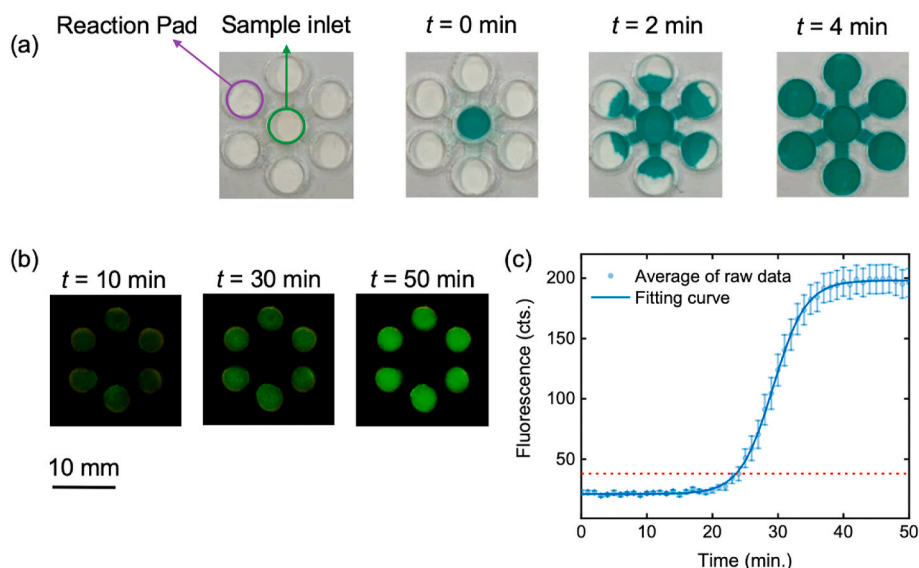 (a)
Reaction Pad
Sample inlet
t = 0 min
t = 2 min
t = 4 min
(b)
t = 10 min
t = 30 min
t = 50 min
10 mm
(c)
Average of raw data
Fitting curve
Fluorescence (cts.)
200
150
100
50
0
10
20
30
40
50
Time (min.)